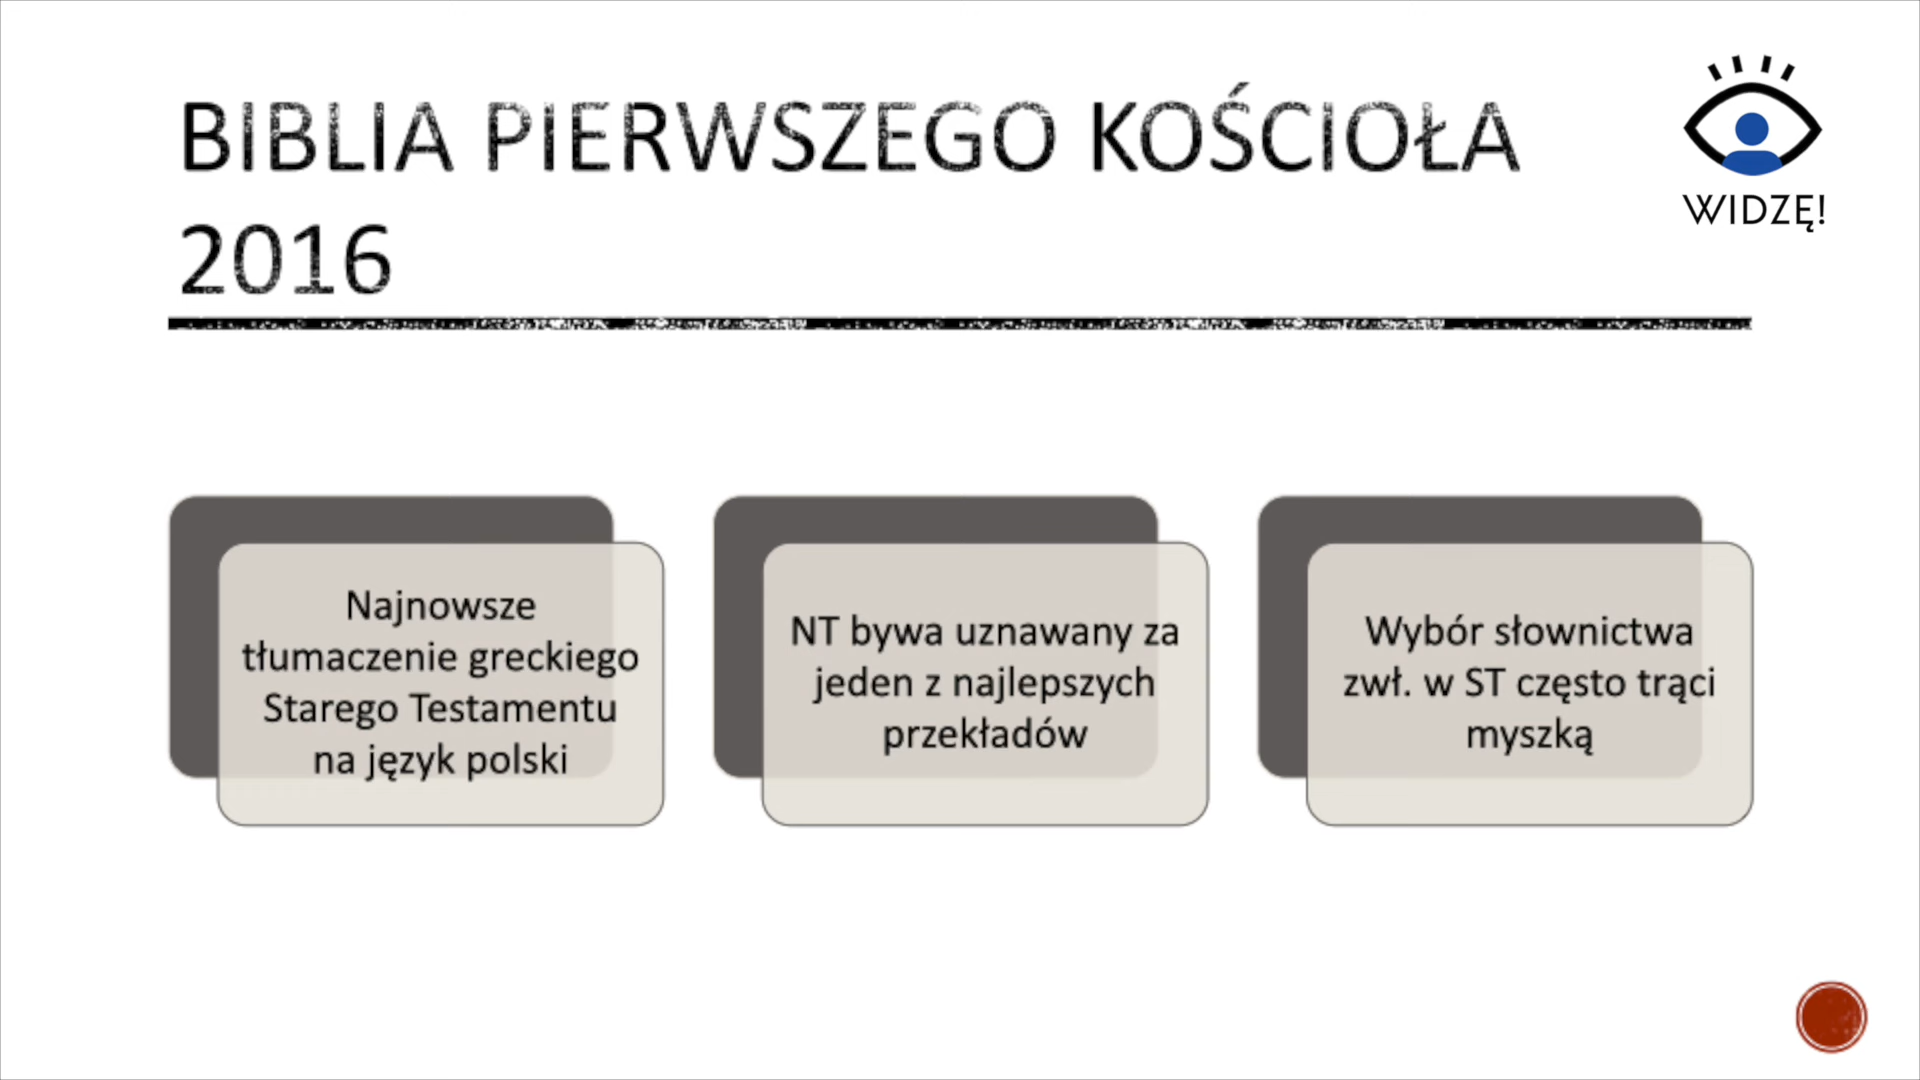 BIBLIA PIERWSZEGO KOŚCIOŁA
2016
WIDZĘ!
Najnowsze
tłumaczenie greckiego
Starego Testamentu
na język polski
NT bywa uznawany za
jeden z najlepszych
przekładów
Wybór słownictwa
zwł. w ST często trąci
myszką